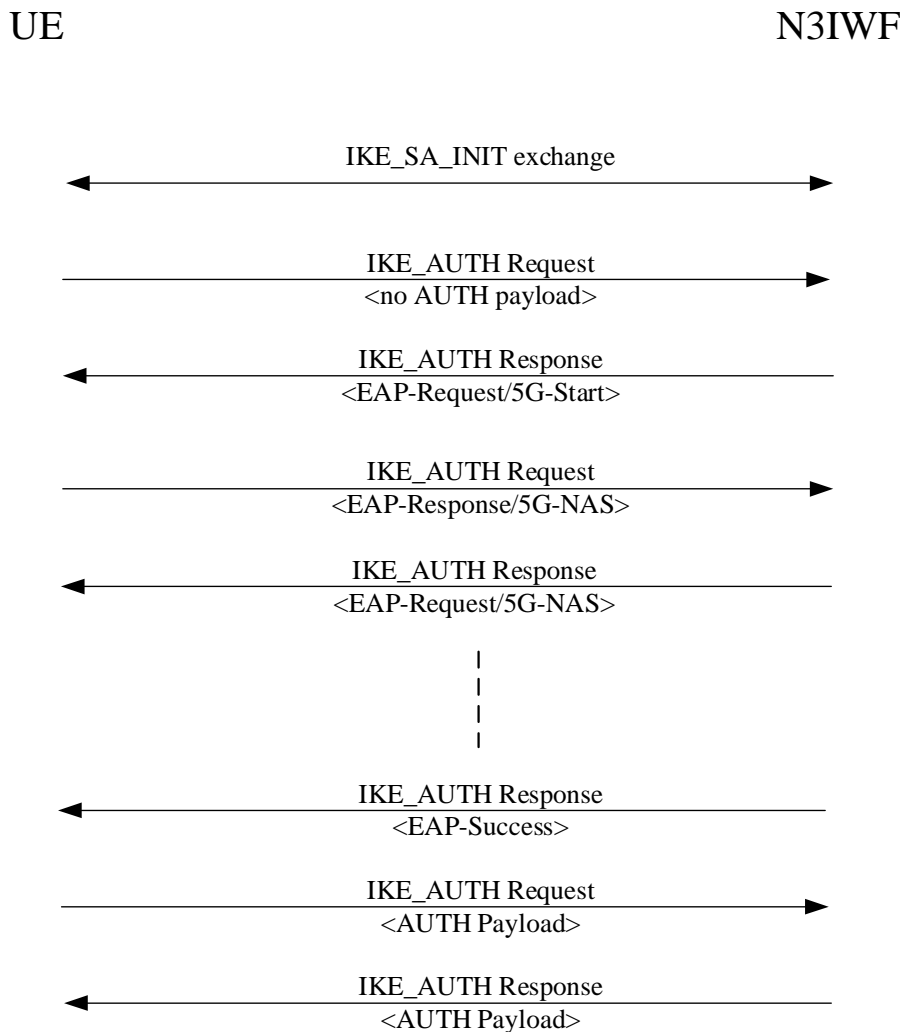 UE
N3IWF
IKE_SA_INIT exchange
IKE_AUTH Request
<no AUTH payload>
IKE_AUTH Response
<EAP-Request/5G-Start>
IKE_AUTH Request
<EAP-Response/5G-NAS>
IKE_AUTH Response
<EAP-Request/5G-NAS>
IKE_AUTH Response
<EAP-Success>
IKE_AUTH Request
<AUTH Payload>
IKE_AUTH Response
<AUTH Payload>